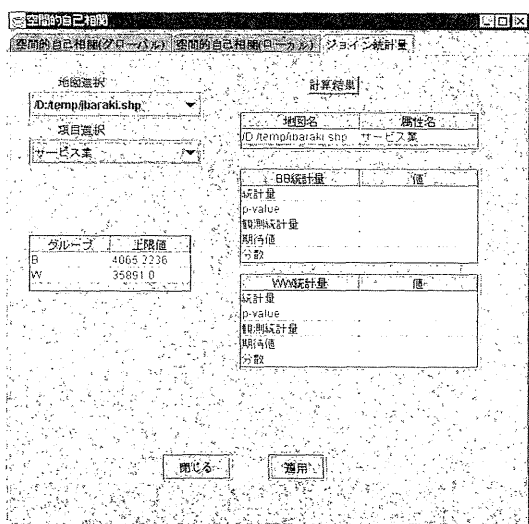 空間的自己相関
空間的自己相関(グローバル) 空間的自己相関(ローカル) ジョイン統計量
地図選択
/D:/temp/ibaraki.shp
項目選択
サービス業
グループ 上限値
B 4065.2236
W 35891.0
計算結果
地図名 属性名
/D:/temp/ibaraki.shp サービス業
BB統計量 値
統計量
p-value
観測統計量
期待値
分散
WW統計量 値
統計量
p-value
観測統計量
期待値
分散
閉じる 適用